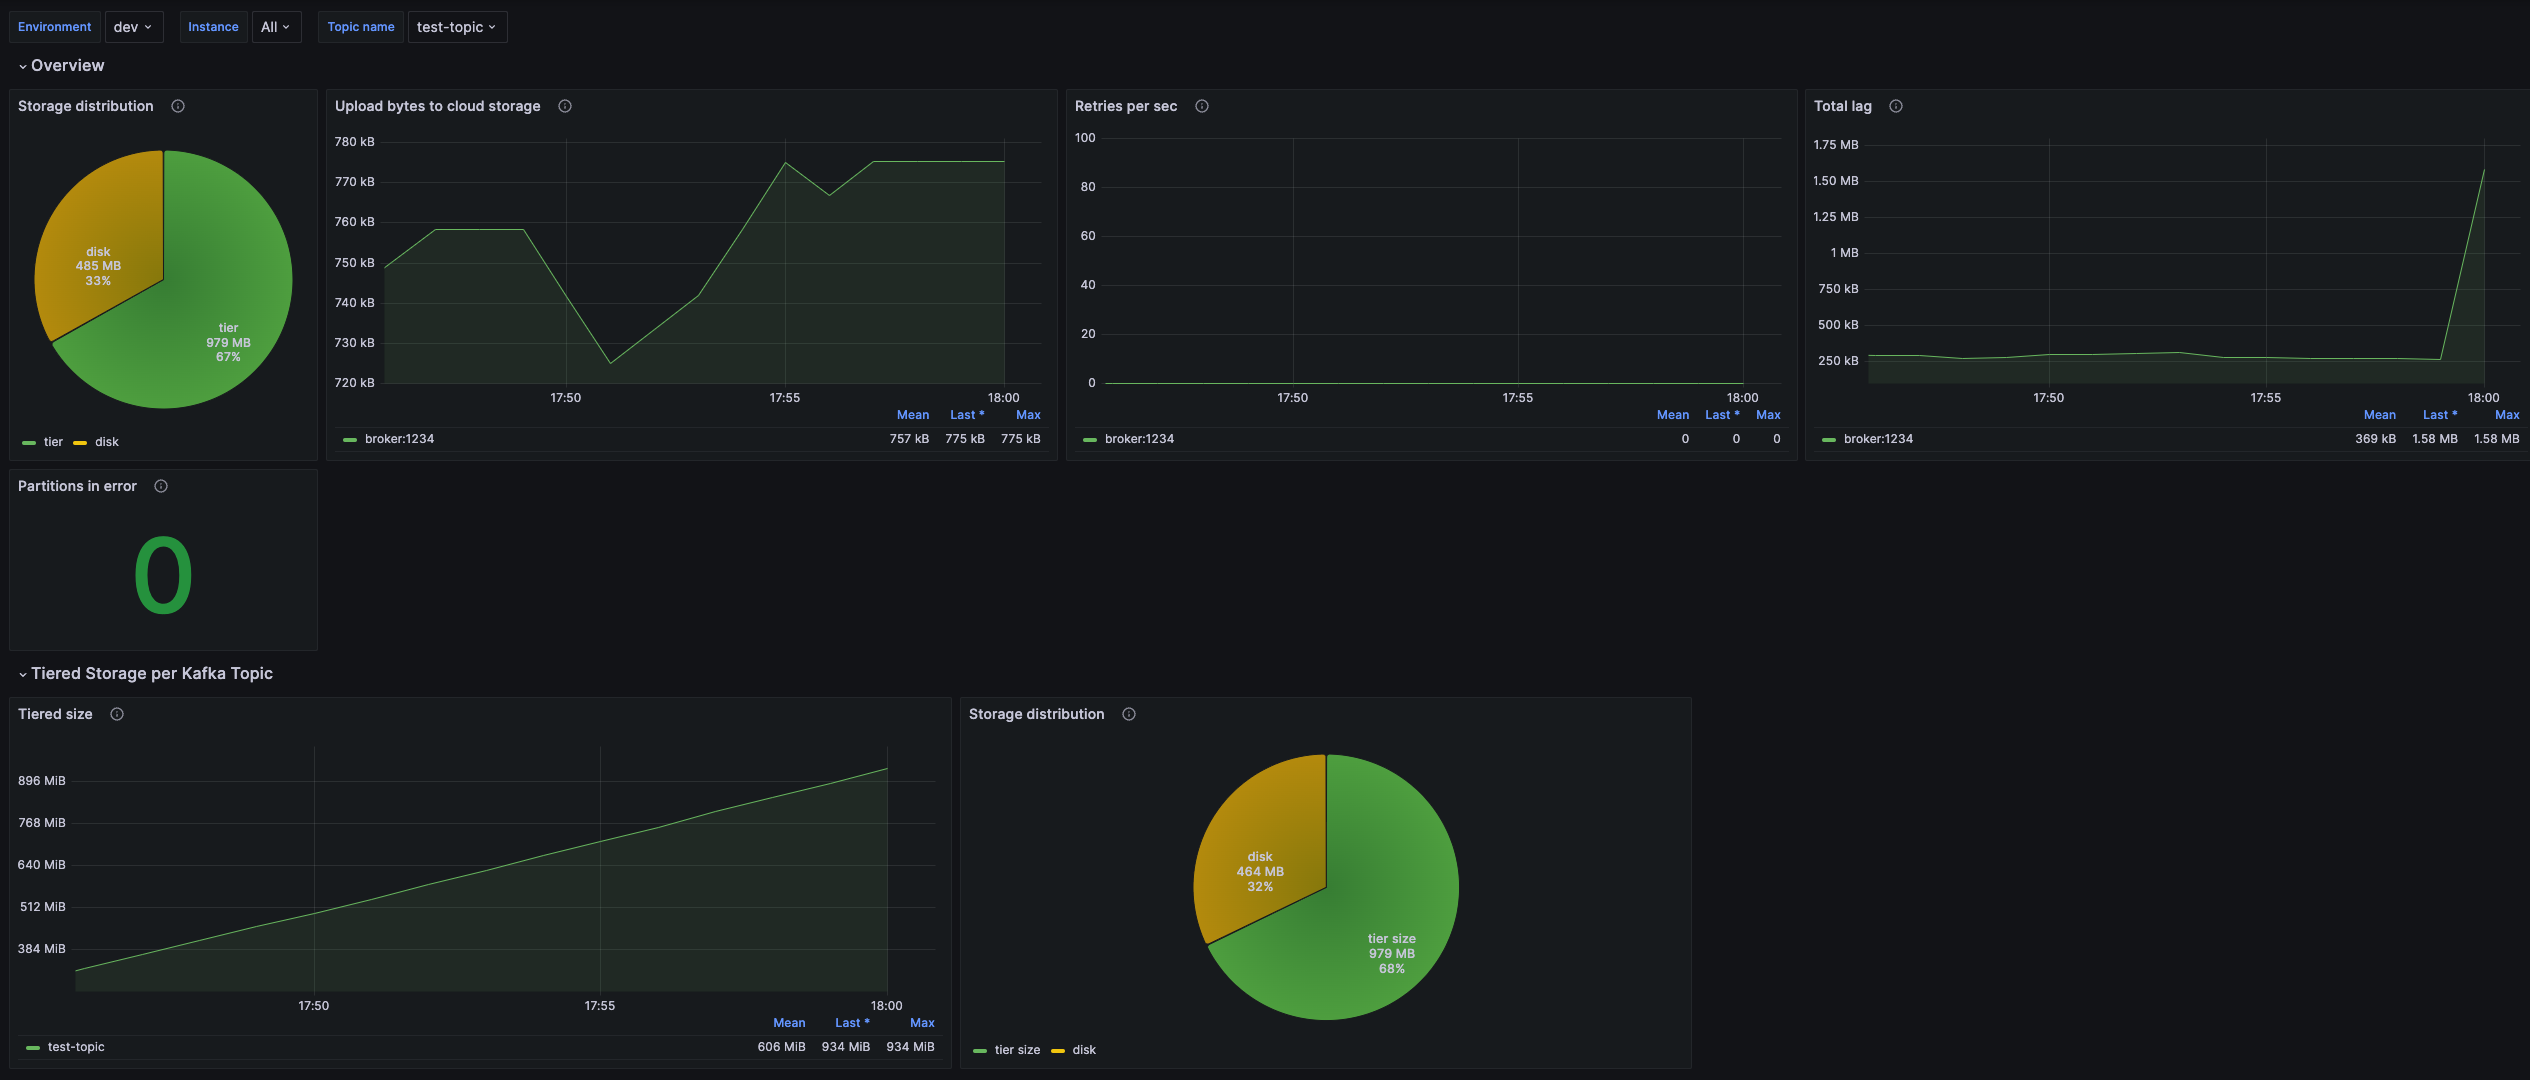 Environment dev Instance All Topic name test-topic
Overview
Storage distribution
disk
485 MB
33%
tier
979 MB
67%
tier disk
Upload bytes to cloud storage
780 kB
770 kB
760 kB
750 kB
740 kB
730 kB
720 kB
17:50 17:55 18:00
Mean Last * Max
broker:1234 757 kB 775 kB 775 kB
Retries per sec
100
80
60
40
20
0
17:50 17:55 18:00
Mean Last * Max
broker:1234 0 0 0
Total lag
1.75 MB
1.50 MB
1.25 MB
1 MB
750 kB
500 kB
250 kB
17:50 17:55 18:00
Mean Last * Max
broker:1234 369 kB 1.58 MB 1.58 MB
Partitions in error
0
Tiered Storage per Kafka Topic
Tiered size
896 MiB
768 MiB
640 MiB
512 MiB
384 MiB
17:50 17:55 18:00
Mean Last * Max
test-topic 606 MiB 934 MiB 934 MiB
Storage distribution
disk
464 MB
32%
tier size
979 MB
68%
tier size disk